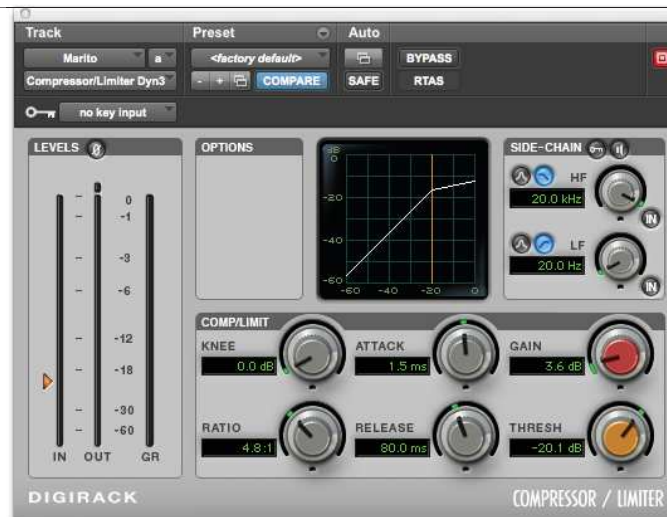 Track Preset Auto
Marito a <factory default> BYPASS
Compressor/Limiter Dyn3 - + COMPARE SAFE RTAS
no key input
LEVELS OPTIONS SIDE-CHAIN
HF
20.0 kHz
IN
LF
20.0 Hz
IN
dB
0
-20
-40
-60
-60 -40 -20 0
0
-1
-3
-6
-12
-18
-30
-60
IN OUT GR
COMP/LIMIT
KNEE ATTACK GAIN
0.0 dB 1.5 ms 3.6 dB
RATIO RELEASE THRESH
4.8:1 80.0 ms -20.1 dB
DIGIRACK COMPRESSOR / LIMITER